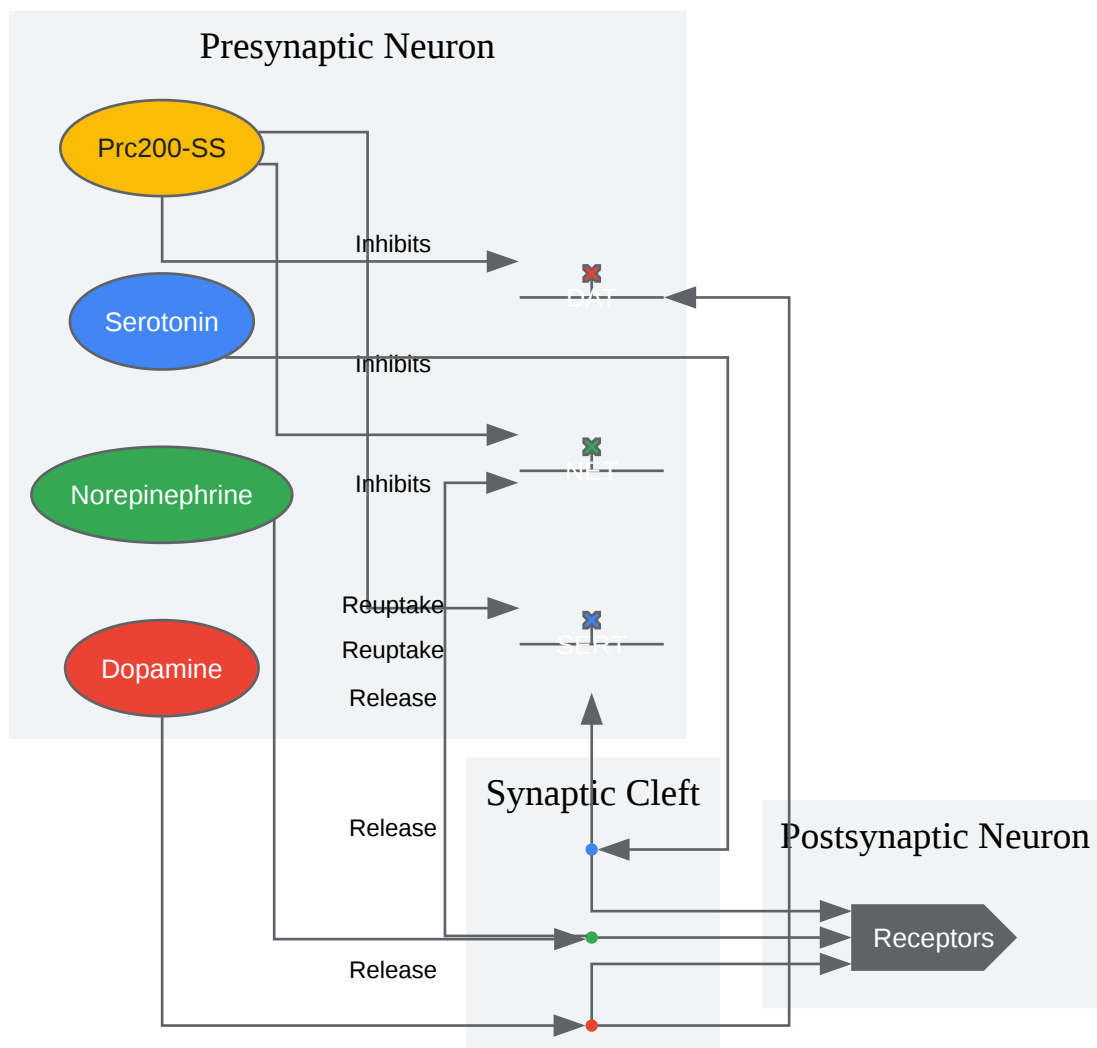 Presynaptic Neuron
Prc200-SS
Inhibits
DAT
Serotonin
Inhibits
NET
Norepinephrine
Inhibits
Reuptake
SERT
Reuptake
Dopamine
Release
Synaptic Cleft
Release
Postsynaptic Neuron
Receptors
Release